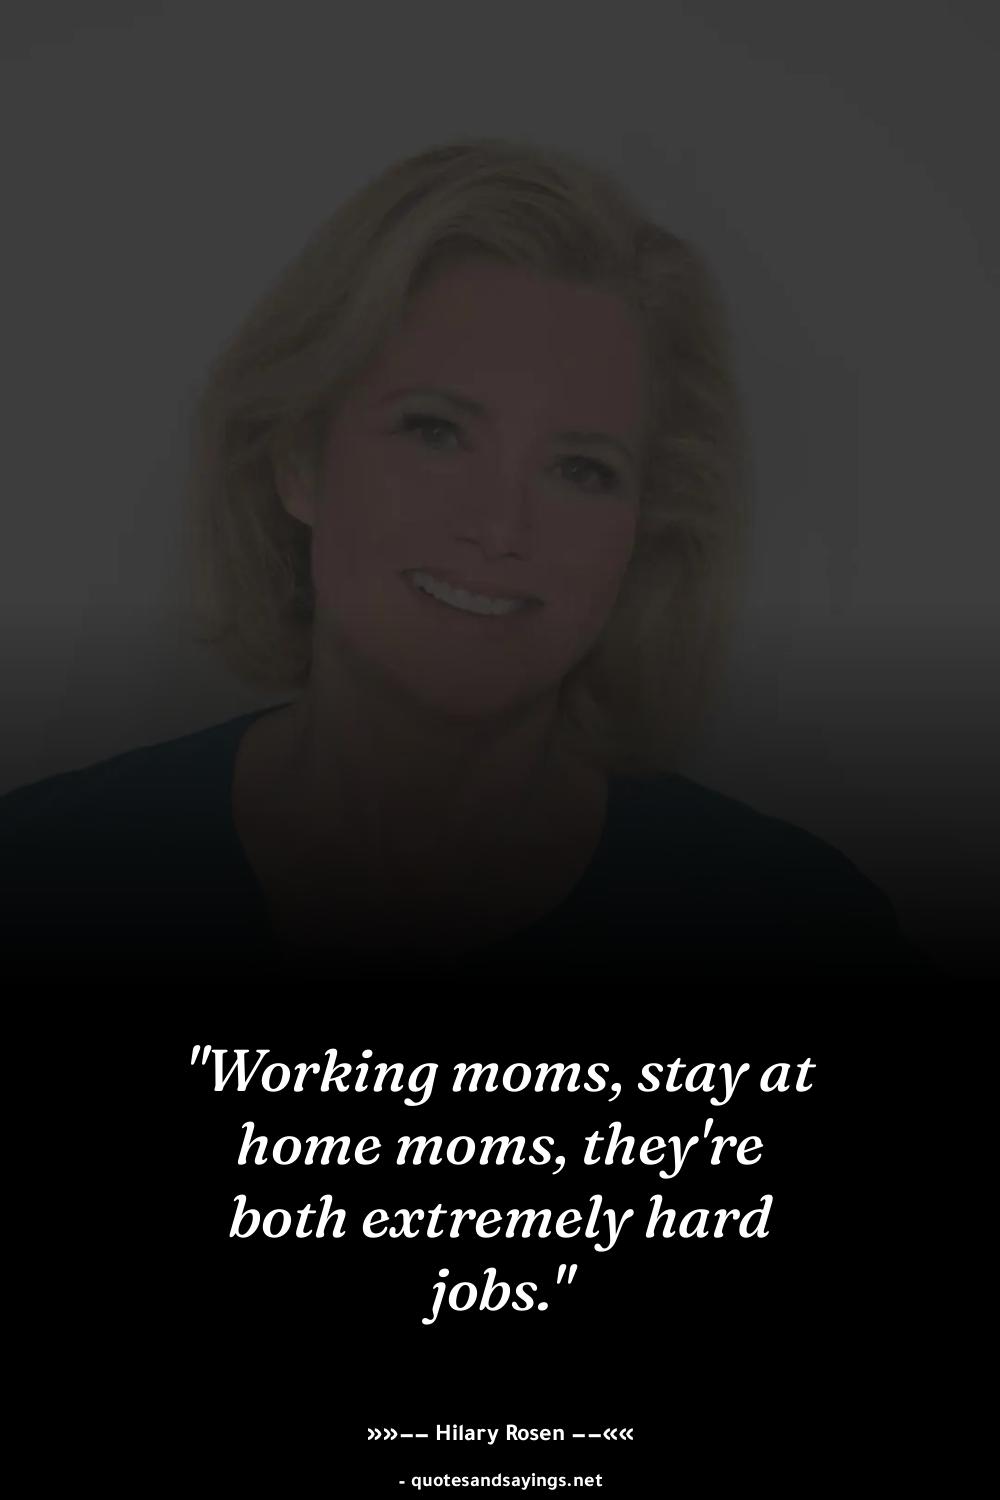 "Working moms, stay at
home moms, they're
both extremely hard
jobs."
»»—— Hilary Rosen ——««
- quotesandsayings.net